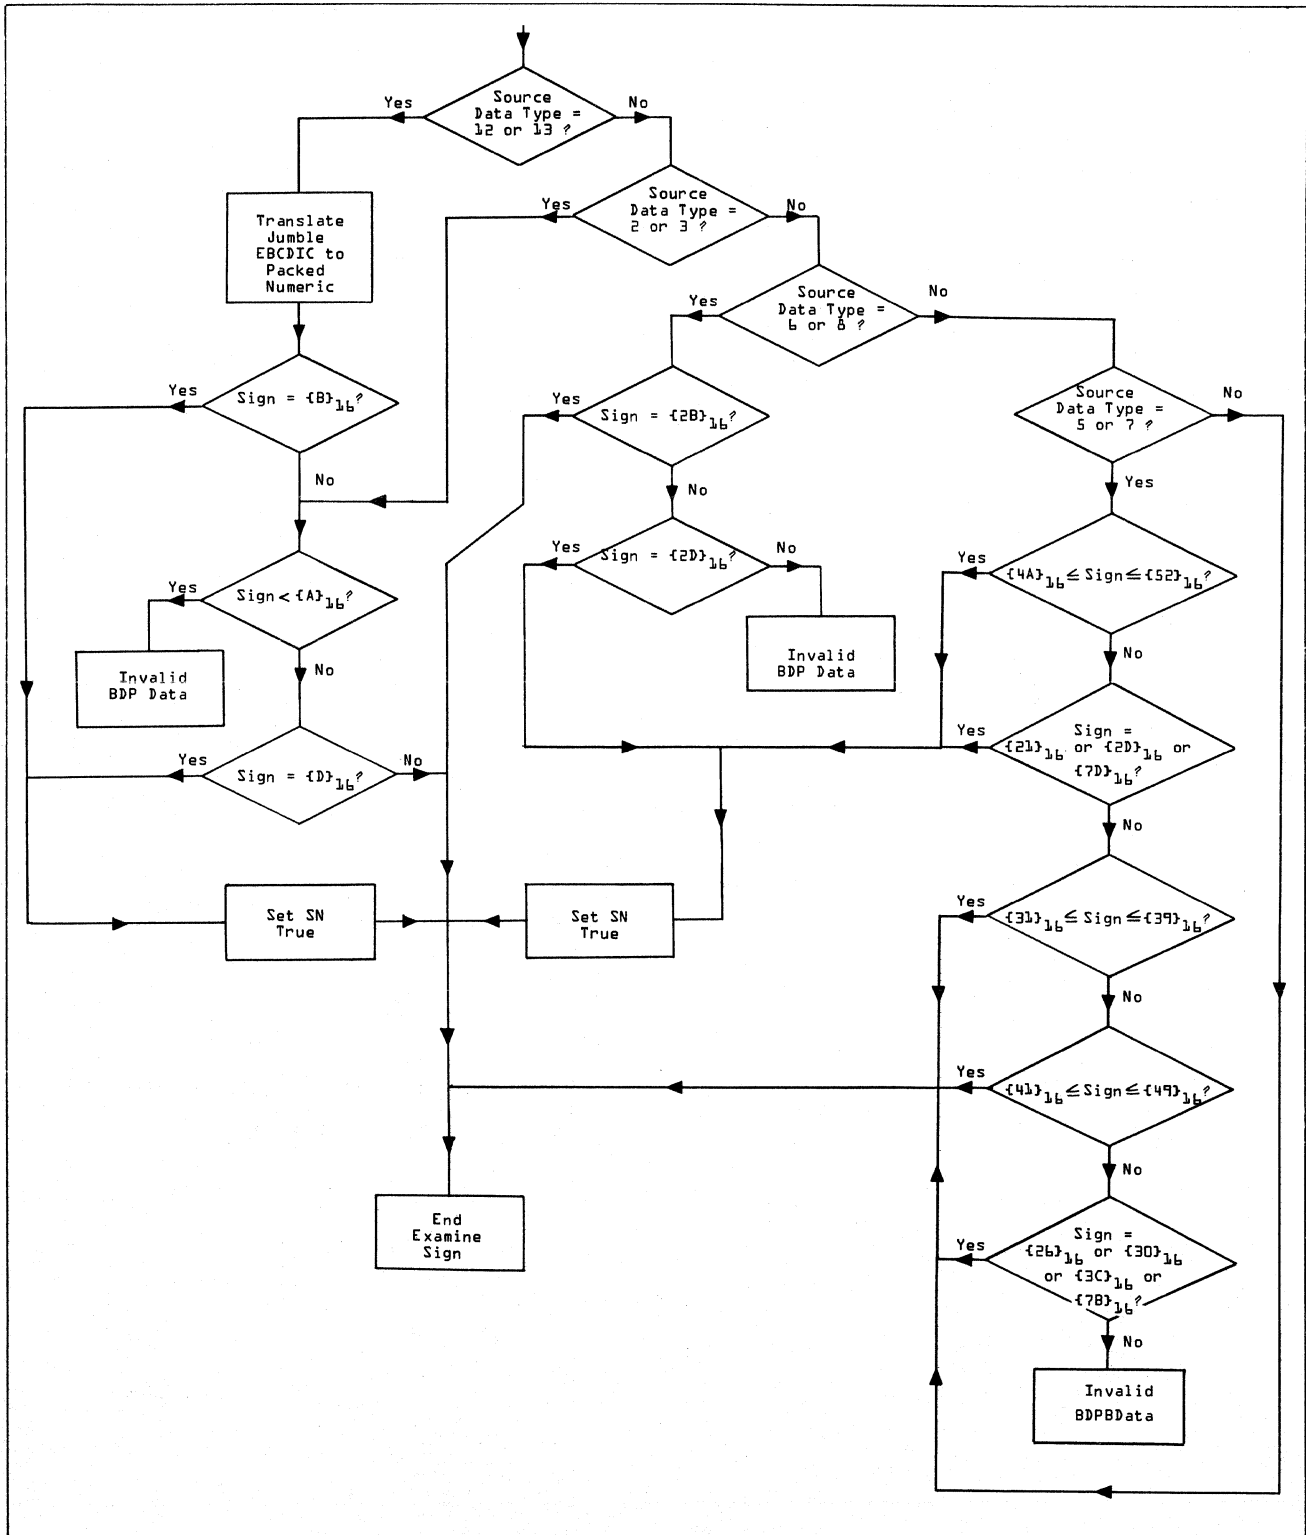 Source
Data Type =
12 or 13 ?
Yes
No
Source
Data Type =
2 or 3 ?
Yes
No
Translate
Jumble
EBCDIC to
Packed
Numeric
Source
Data Type =
6 or 8 ?
Yes
No
Sign = {B}16?
Yes
No
Sign = {2B}16?
Yes
No
Source
Data Type =
5 or 7 ?
No
Yes
Sign < {A}16?
Yes
No
Invalid
BDP Data
Sign = {2D}16?
Yes
No
Invalid
BDP Data
{4A}16 ≤ Sign ≤ {52}16?
Yes
No
Sign = {D}16?
Yes
No
Sign =
{21}16 or {2D}16 or
{7D}16?
Yes
No
Set SN
True
Set SN
True
{31}16 ≤ Sign ≤ {39}16?
Yes
No
{41}16 ≤ Sign ≤ {49}16?
Yes
No
End
Examine
Sign
Sign =
{26}16 or {30}16
or {3C}16 or
{7B}16?
Yes
No
Invalid
BDPBData